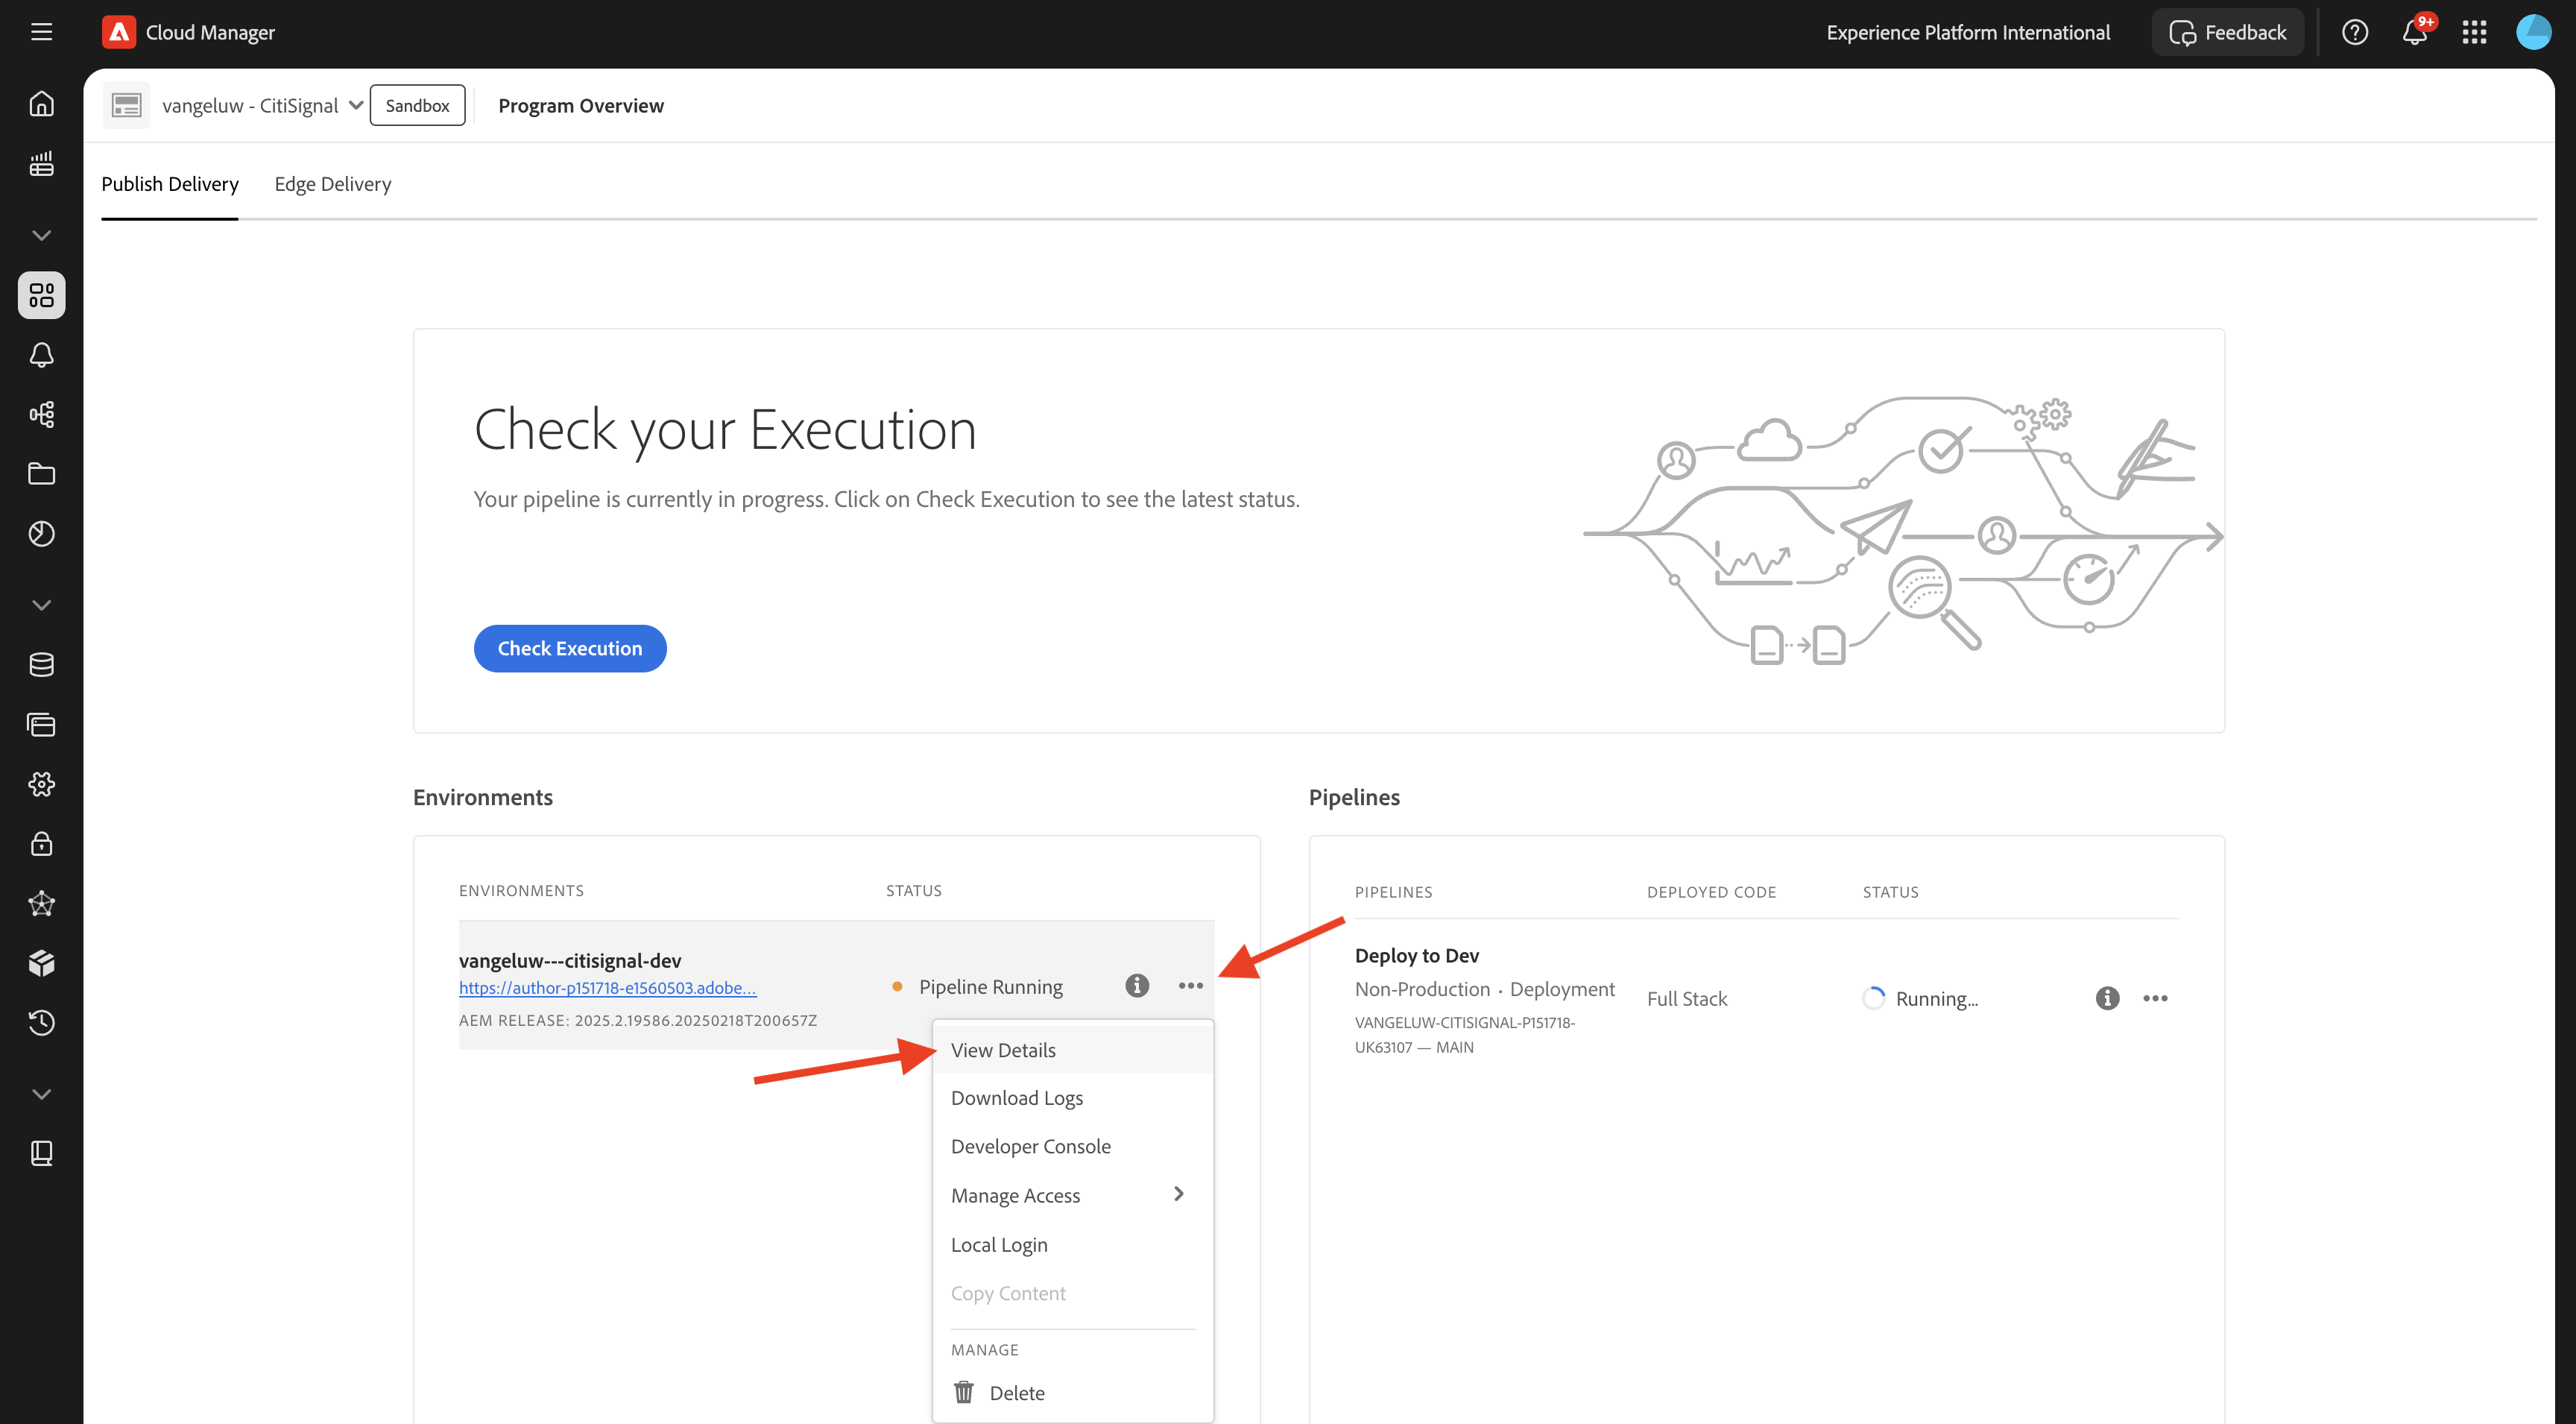 Cloud Manager
Experience Platform International
Feedback
9+
vangeluw - CitiSignal
Sandbox
Program Overview
Publish Delivery
Edge Delivery
Check your Execution
Your pipeline is currently in progress. Click on Check Execution to see the latest status.
Check Execution
Environments
ENVIRONMENTS
STATUS
vangeluw---citisignal-dev
https://author-p151718-e1560503.adobe...
AEM RELEASE: 2025.2.19586.20250218T200657Z
Pipeline Running
View Details
Download Logs
Developer Console
Manage Access
Local Login
Copy Content
MANAGE
Delete
Pipelines
PIPELINES
DEPLOYED CODE
STATUS
Deploy to Dev
Non-Production · Deployment
VANGELUW-CITISIGNAL-P151718-
UK63107 — MAIN
Full Stack
Running...